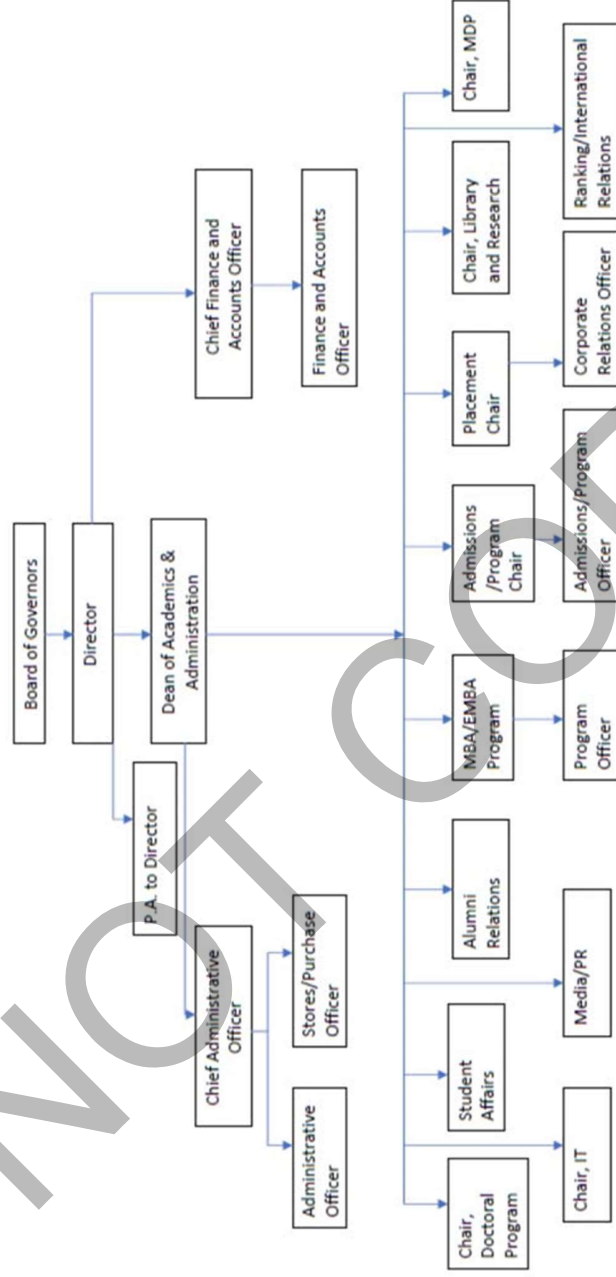 Board of Governors
Director
P.A. to Director
Dean of Academics &
Administration
Chief Finance and
Accounts Officer
Chief Administrative
Officer
Finance and Accounts
Officer
Administrative
Officer
Stores/Purchase
Officer
Chair,
Doctoral
Program
Student
Affairs
Alumni
Relations
MBA/EMBA
Program
Admissions
/Program
Chair
Placement
Chair
Chair, Library
and Research
Chair, MDP
Chair, IT
Media/PR
Program
Officer
Admissions/Program
Officer
Corporate
Relations Officer
Ranking/International
Relations
NOT COP